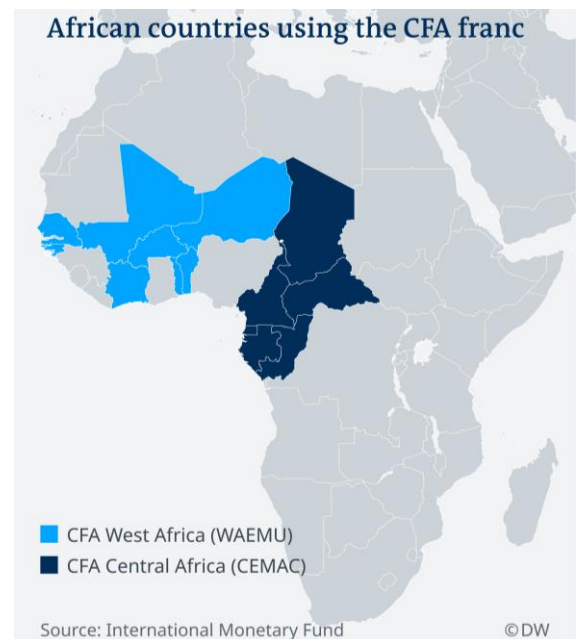 African countries using the CFA franc
CFA West Africa (WAEMU)
CFA Central Africa (CEMAC)
Source: International Monetary Fund
©DW